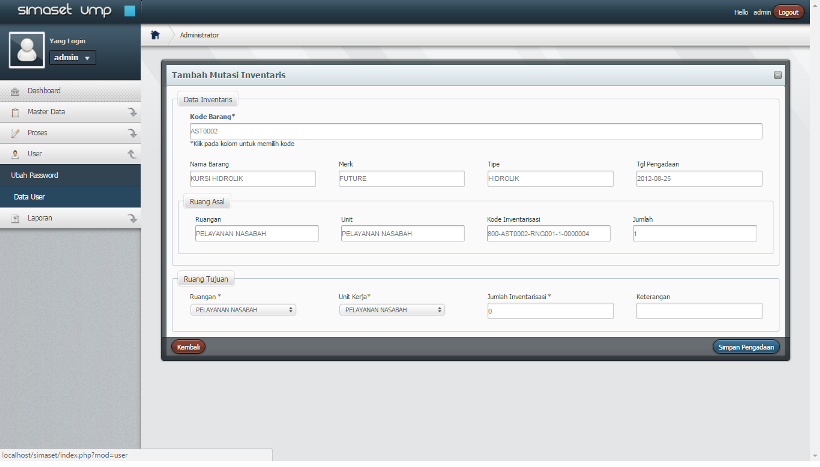 simaset ump
Hello admin Logout
Yang Login
admin
Administrator
Dashboard
Master Data
Proses
User
Ubah Password
Data User
Laporan
Tambah Mutasi Inventaris
Data Inventaris
Kode Barang*
AST0002
*Klik pada kolom untuk memilih kode
Nama Barang Merk Tipe Tgl Pengadaan
KURSI HIDROLIK FUTURE HIDROLIK 2012-08-25
Ruang Asal
Ruangan Unit Kode Inventarisasi Jumlah
PELAYANAN NASABAH PELAYANAN NASABAH 800-AST0002-RNG001-1-0000004 1
Ruang Tujuan
Ruangan * Unit Kerja* Jumlah Inventarisasi * Keterangan
PELAYANAN NASABAH PELAYANAN NASABAH 0
Kembali Simpan Pengadaan
localhost/simaset/index.php?mod=user